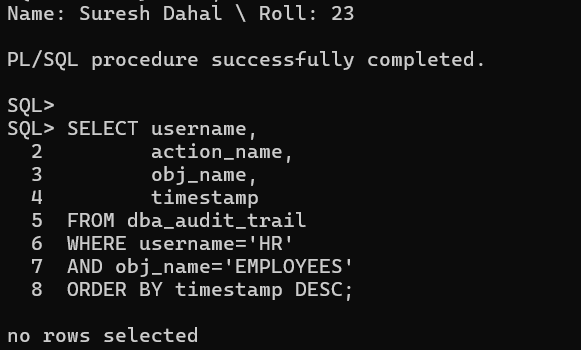 Name: Suresh Dahal \ Roll: 23
PL/SQL procedure successfully completed.
SQL>
SQL> SELECT username,
  2         action_name,
  3         obj_name,
  4         timestamp
  5  FROM dba_audit_trail
  6  WHERE username='HR'
  7  AND obj_name='EMPLOYEES'
  8  ORDER BY timestamp DESC;
no rows selected